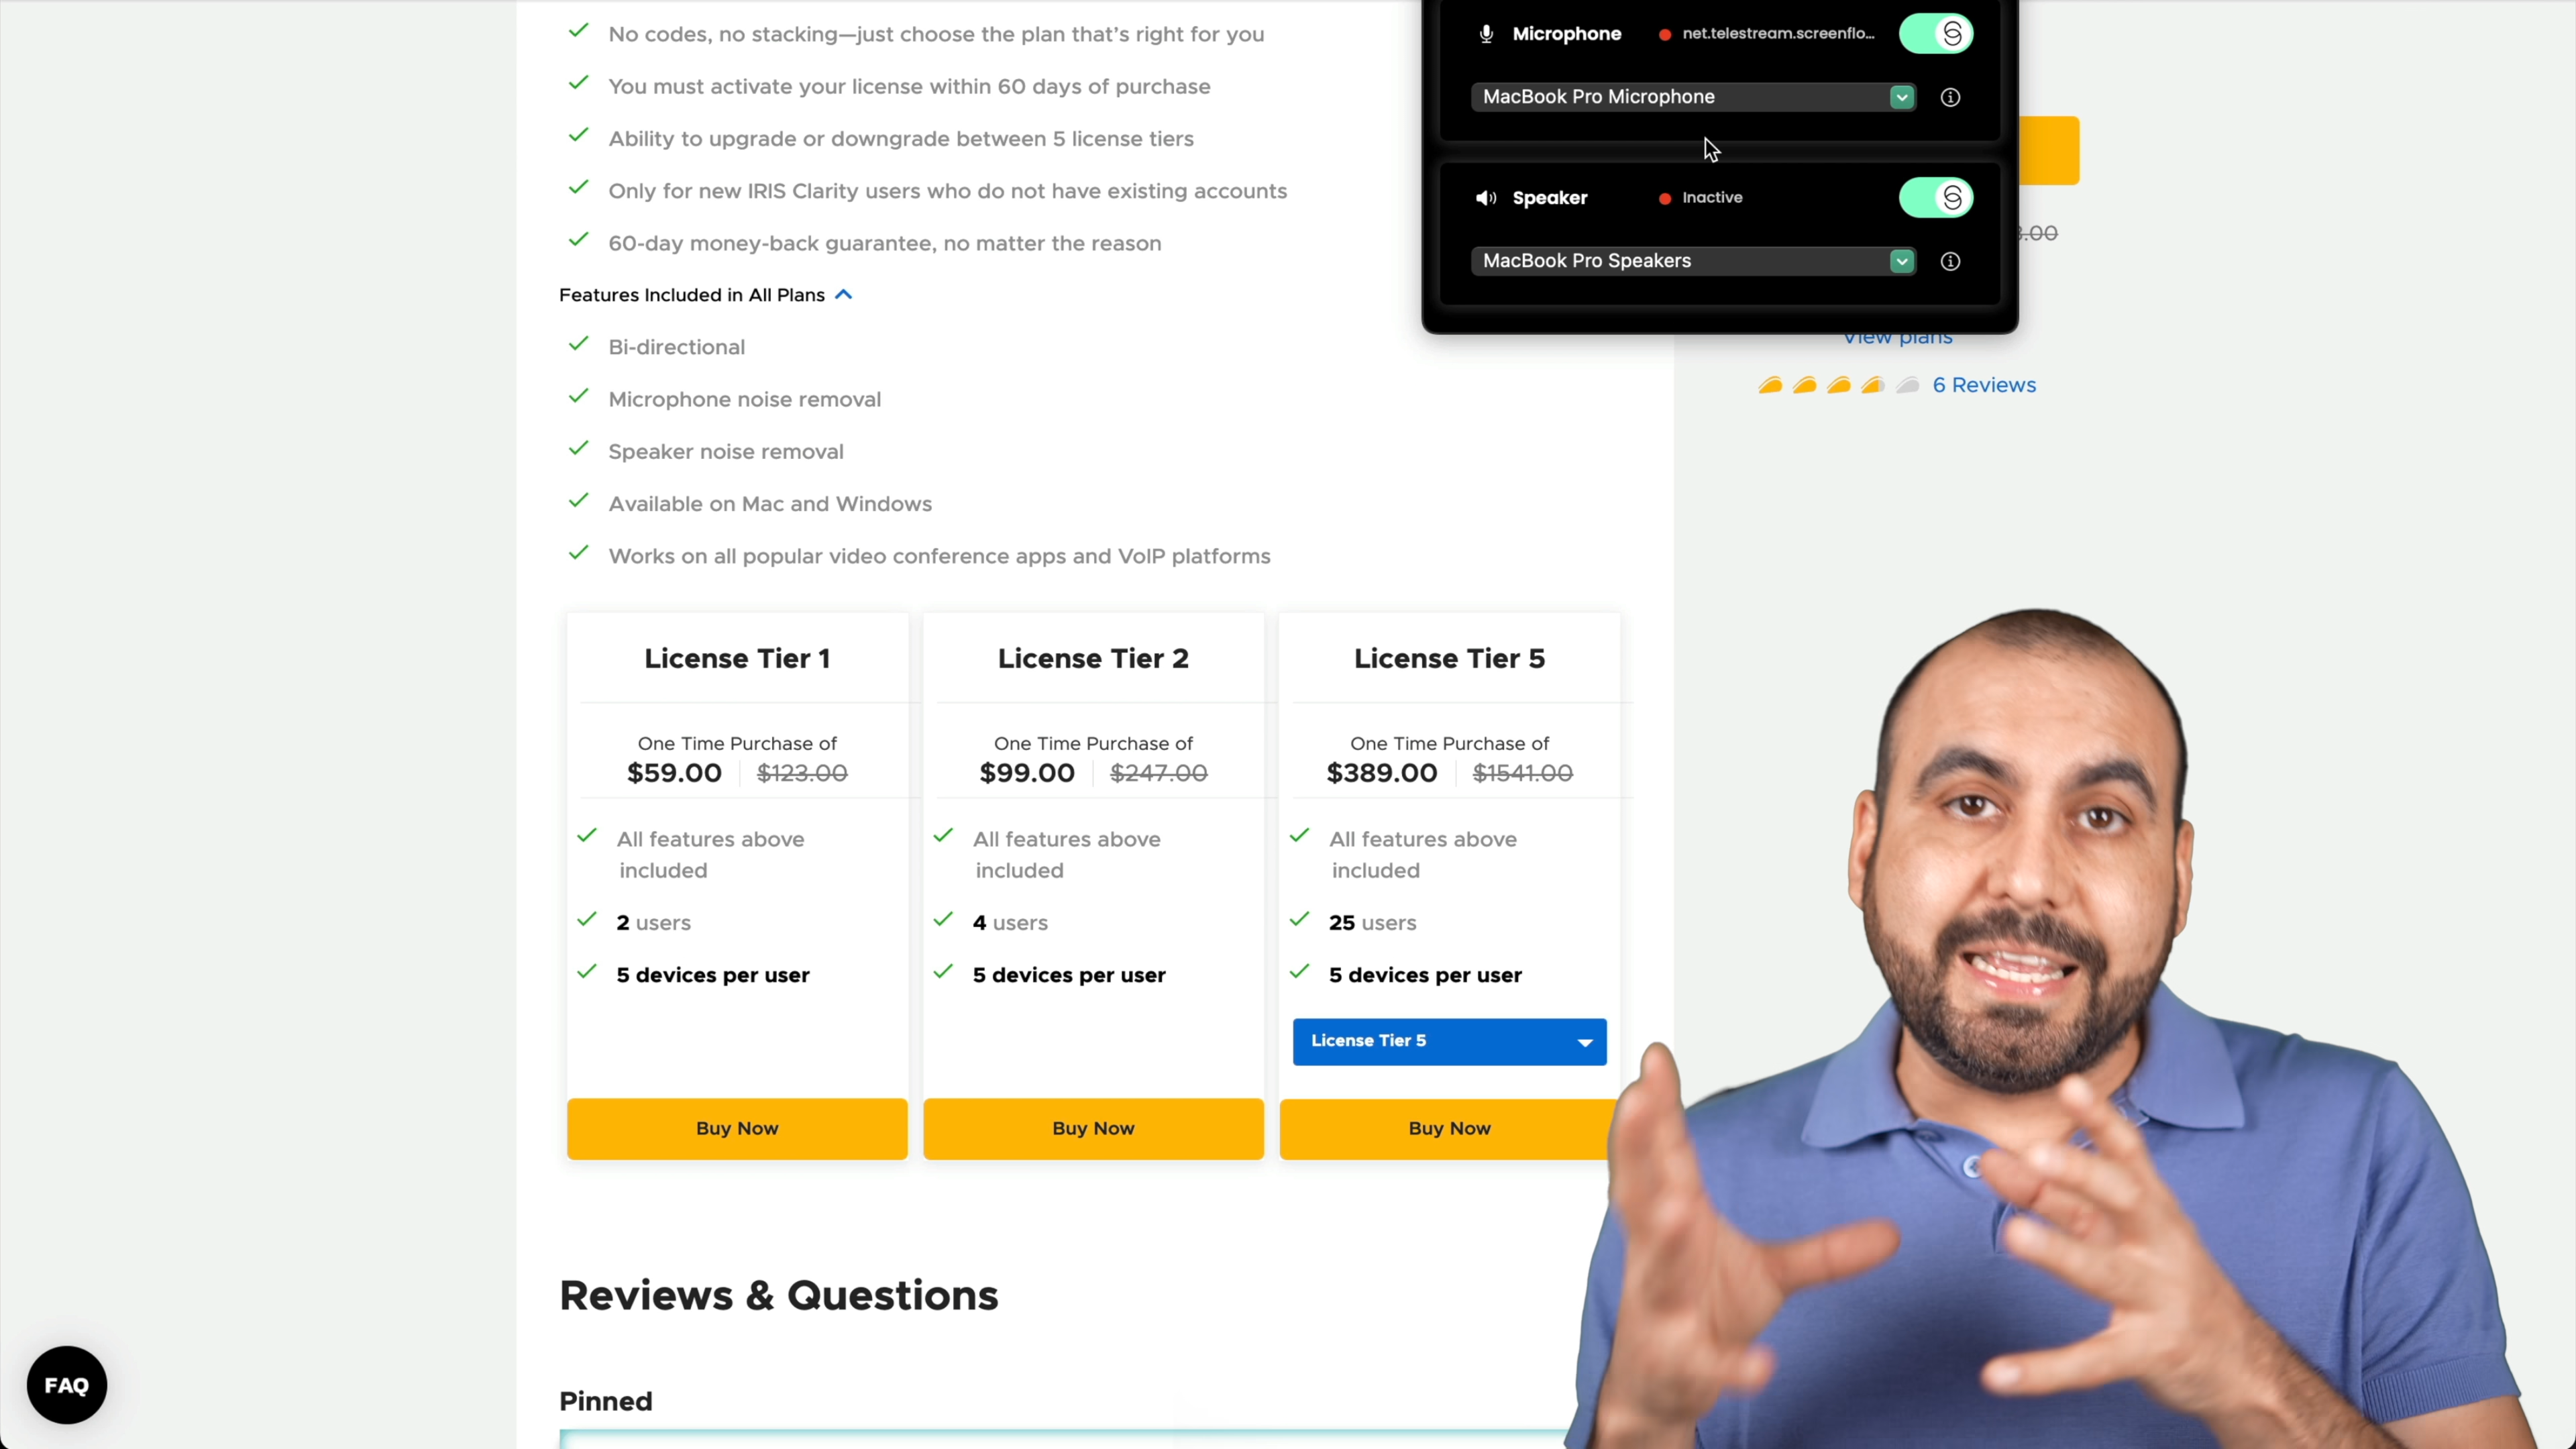 No codes, no stacking—just choose the plan that's right for you
You must activate your license within 60 days of purchase
Ability to upgrade or downgrade between 5 license tiers
Only for new IRIS Clarity users who do not have existing accounts
60-day money-back guarantee, no matter the reason
Features Included in All Plans
Bi-directional
Microphone noise removal
Speaker noise removal
Available on Mac and Windows
Works on all popular video conference apps and VoIP platforms
Microphone net.telestream.screenflo...
MacBook Pro Microphone
Speaker Inactive
MacBook Pro Speakers
.00
View plans
6 Reviews
License Tier 1
One Time Purchase of
$59.00 $123.00
All features above
included
2 users
5 devices per user
Buy Now
License Tier 2
One Time Purchase of
$99.00 $247.00
All features above
included
4 users
5 devices per user
Buy Now
License Tier 5
One Time Purchase of
$389.00 $1541.00
All features above
included
25 users
5 devices per user
License Tier 5
Buy Now
Reviews & Questions
Pinned
FAQ